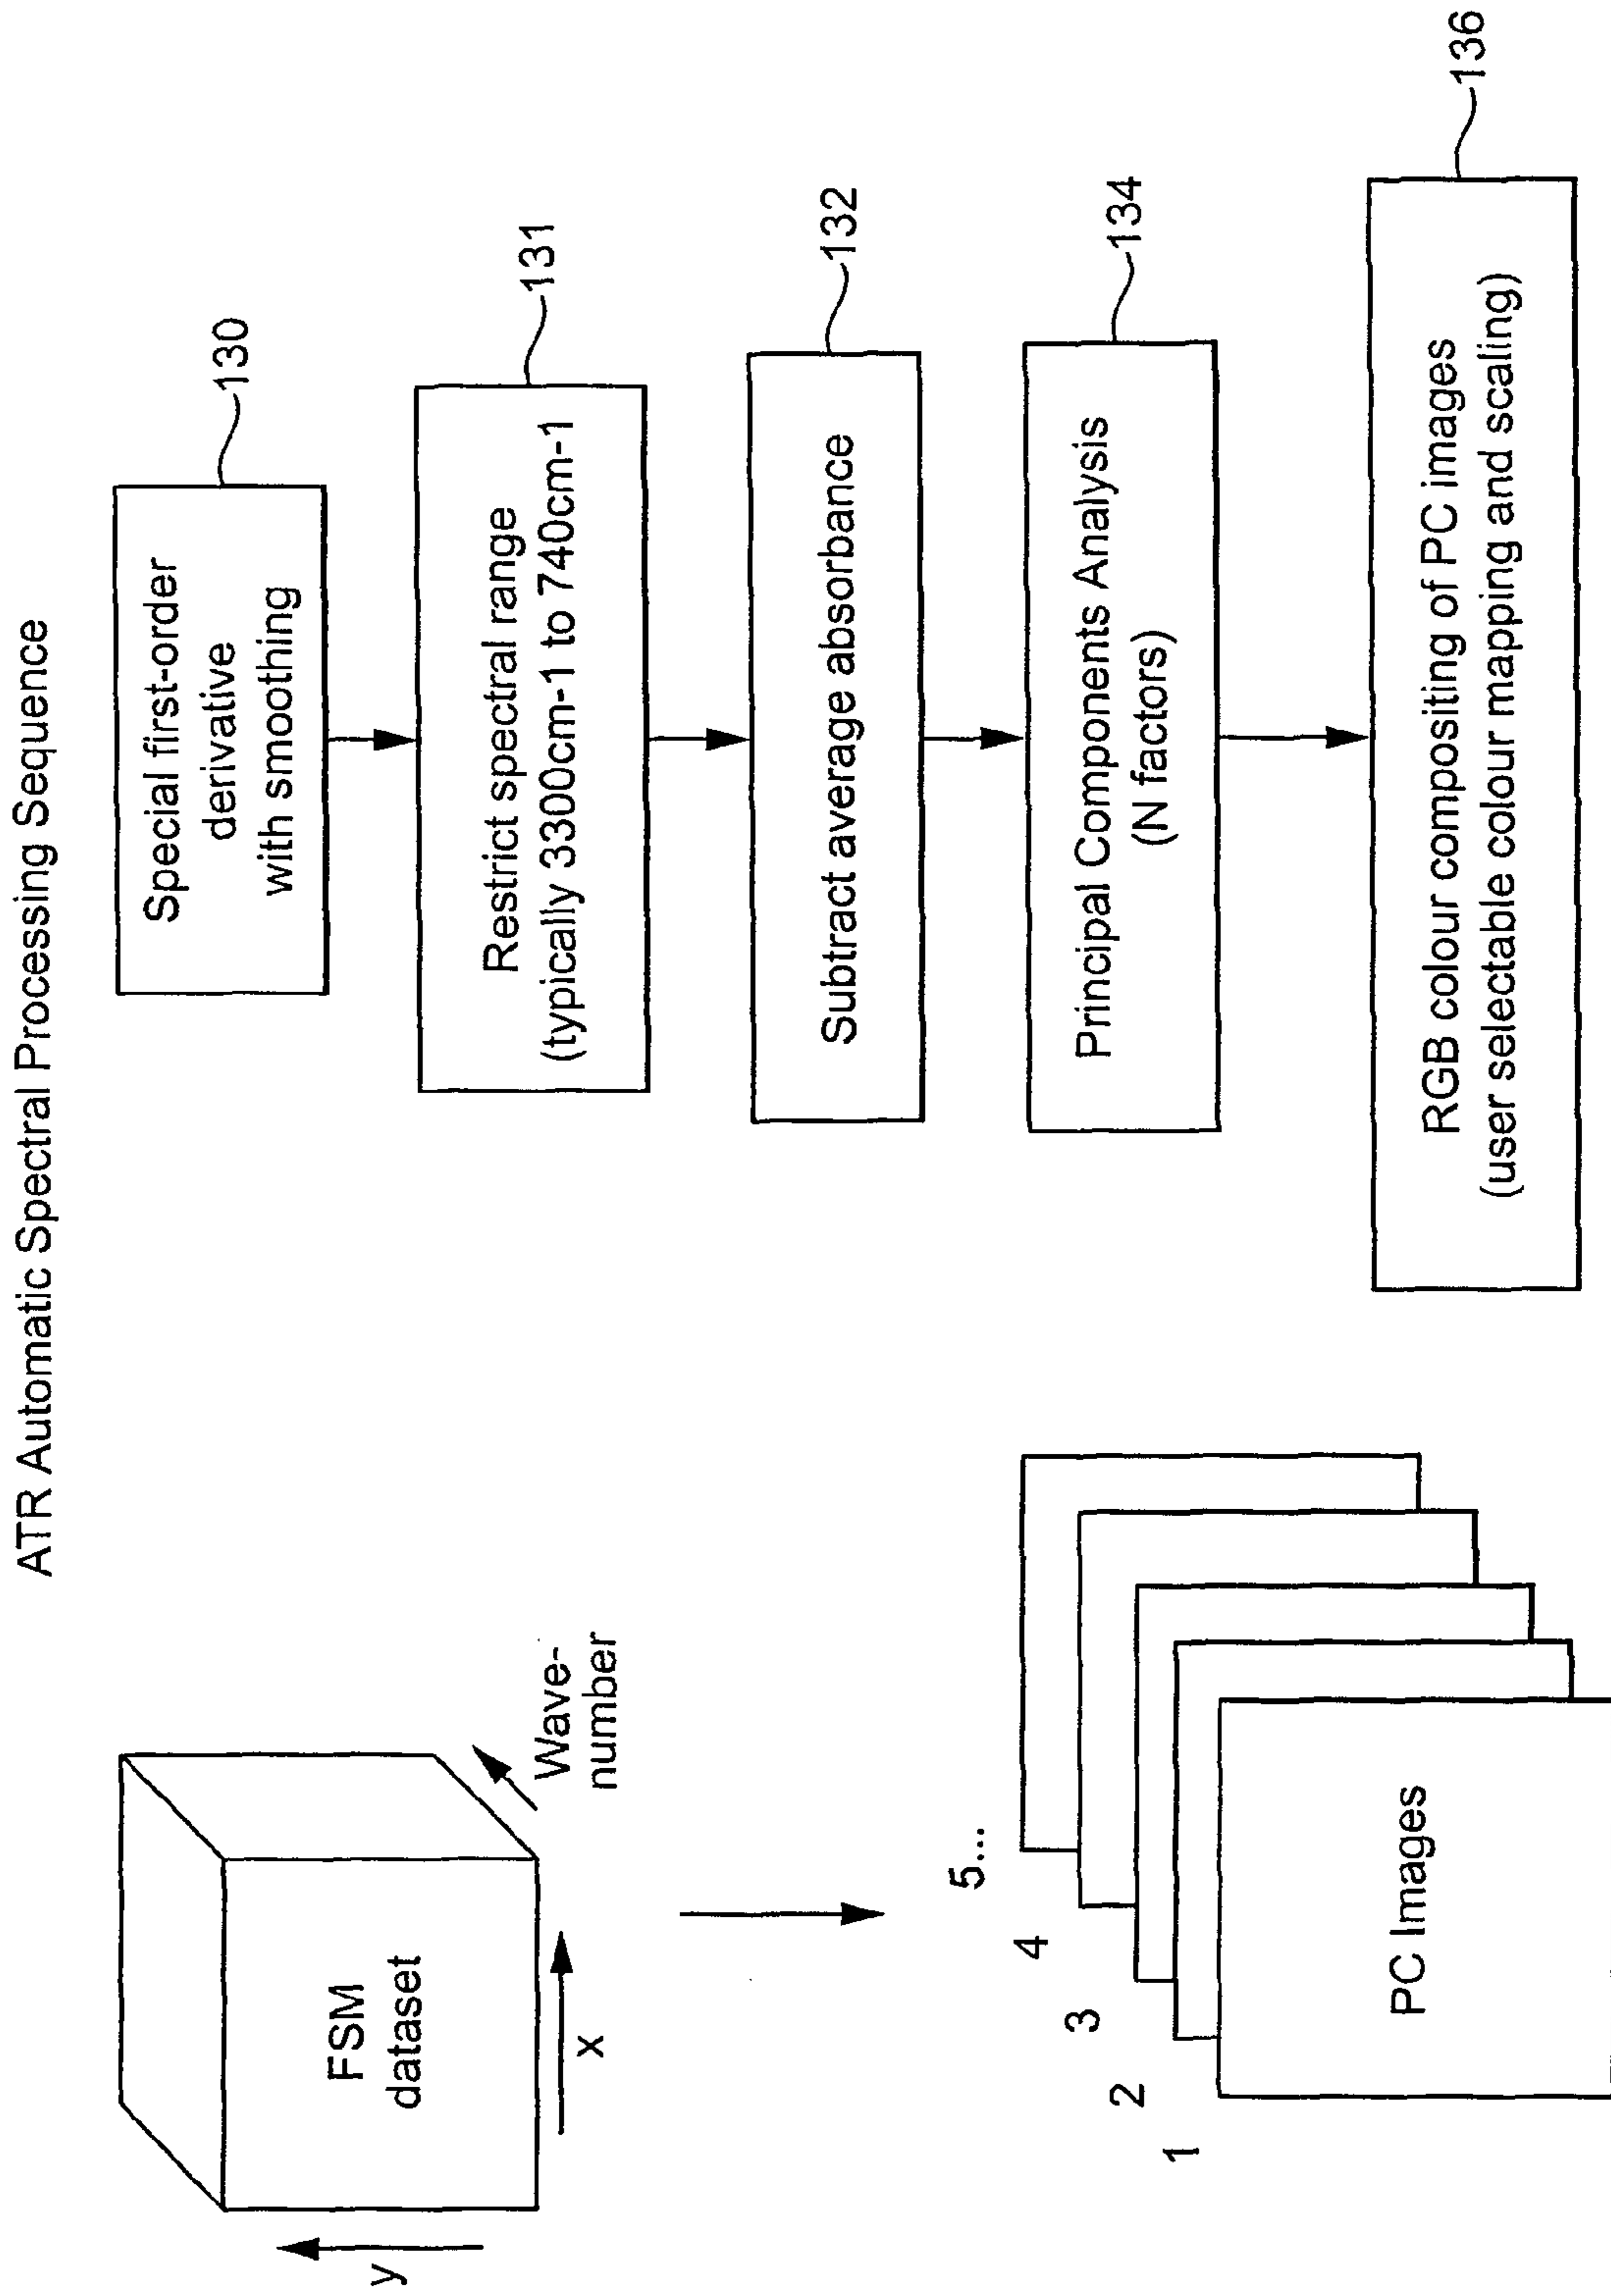 ATR Automatic Spectral Processing Sequence
FSM
dataset
y
x
Wave-
number
5...
4
3
2
1
PC Images
Special first-order
derivative
with smoothing
130
Restrict spectral range
(typically 3300cm-1 to 740cm-1
131
Subtract average absorbance
132
Principal Components Analysis
(N factors)
134
RGB colour compositing of PC images
(user selectable colour mapping and scaling)
136